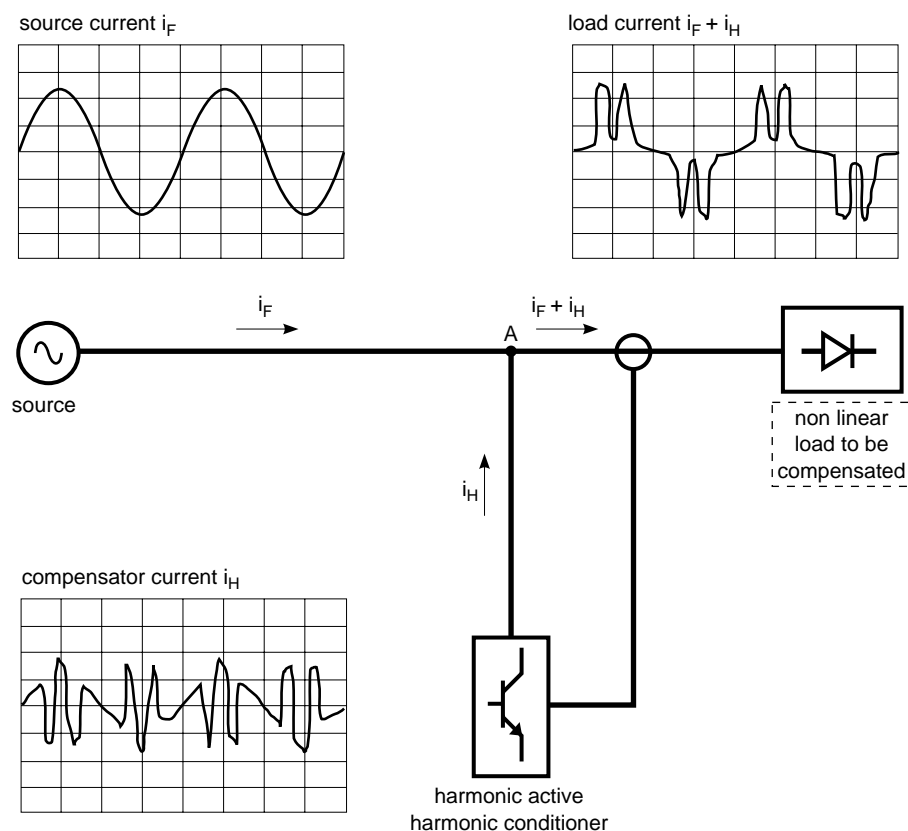 source current iF
load current iF + iH
iF
iF + iH
A
source
non linear
load to be
compensated
iH
compensator current iH
harmonic active
harmonic conditioner